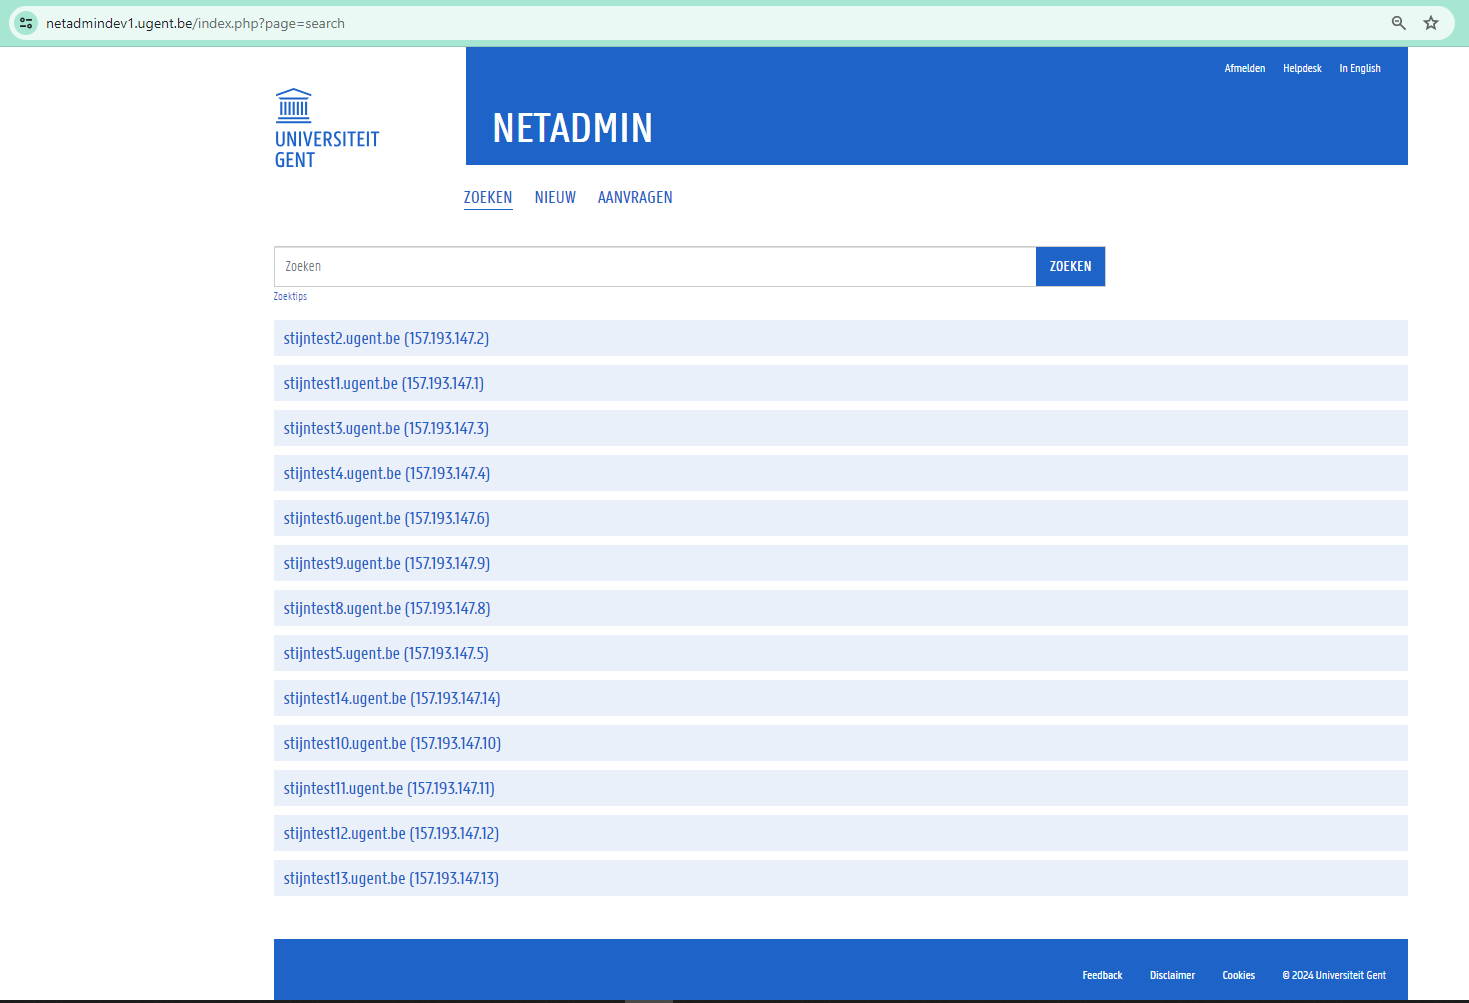 netadmindev1.ugent.be/index.php?page=search
Afmelden Helpdesk In English
NETADMIN
UNIVERSITEIT
GENT
ZOEKEN NIEUW AANVRAGEN
Zoeken ZOEKEN
Zoektips
stijntest2.ugent.be (157.193.147.2)
stijntest1.ugent.be (157.193.147.1)
stijntest3.ugent.be (157.193.147.3)
stijntest4.ugent.be (157.193.147.4)
stijntest6.ugent.be (157.193.147.6)
stijntest9.ugent.be (157.193.147.9)
stijntest8.ugent.be (157.193.147.8)
stijntest5.ugent.be (157.193.147.5)
stijntest14.ugent.be (157.193.147.14)
stijntest10.ugent.be (157.193.147.10)
stijntest11.ugent.be (157.193.147.11)
stijntest12.ugent.be (157.193.147.12)
stijntest13.ugent.be (157.193.147.13)
Feedback Disclaimer Cookies © 2024 Universiteit Gent